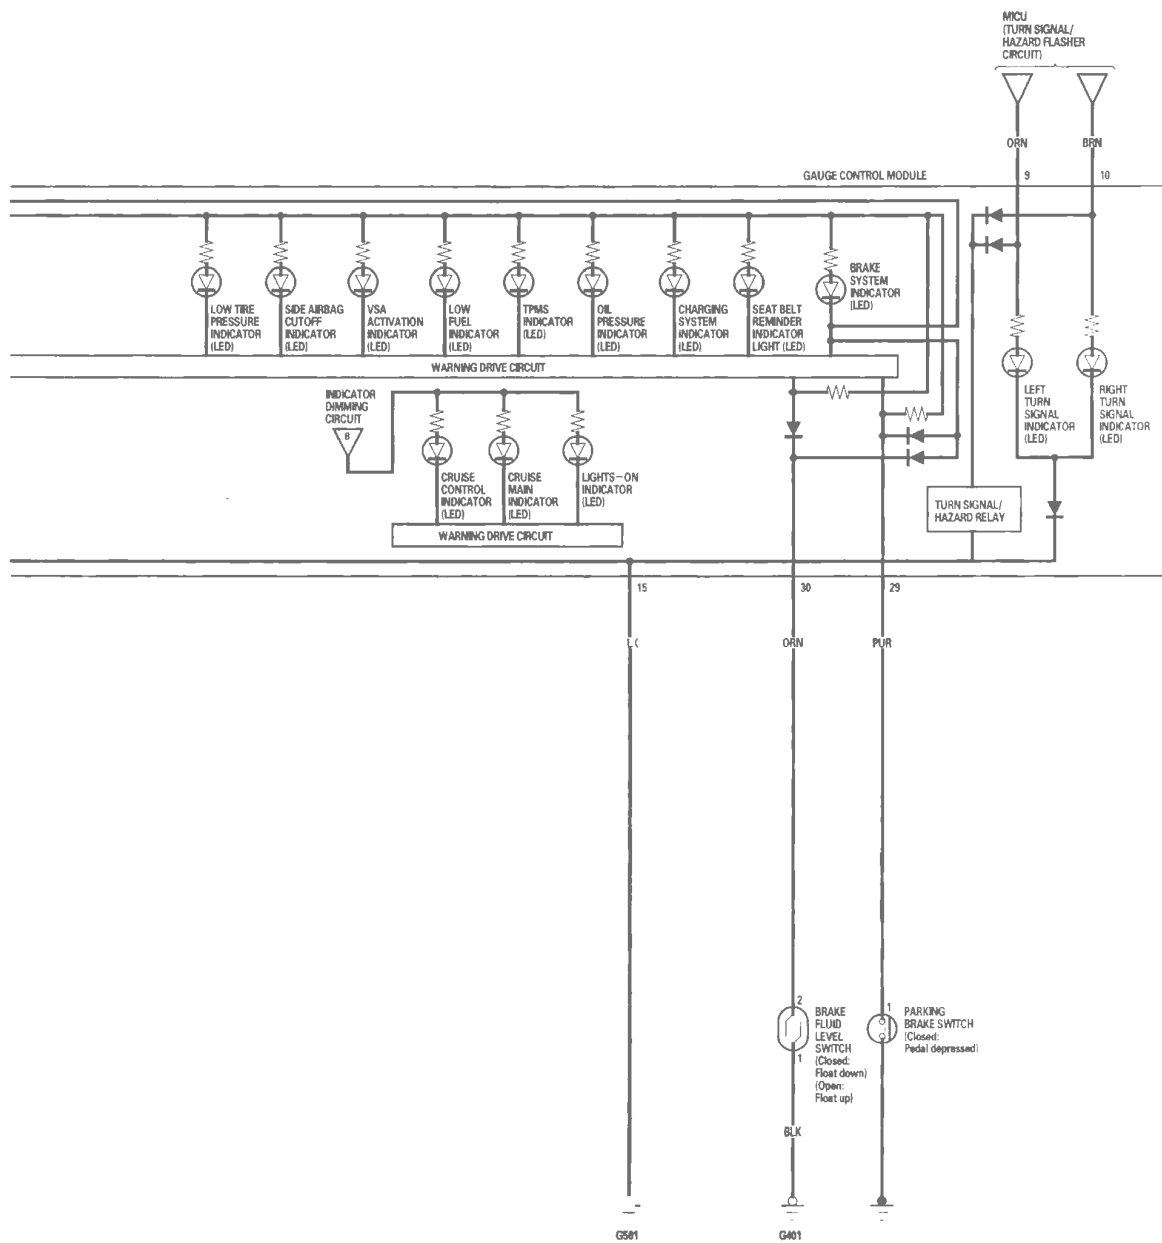 MICU
(TURN SIGNAL/
HAZARD FLASHER
CIRCUIT)
ORN
BRN
GAUGE CONTROL MODULE
9
10
LOW TIRE
PRESSURE
INDICATOR
(LED)
SIDE AIRBAG
CUTOFF
INDICATOR
(LED)
VSA
ACTIVATION
INDICATOR
(LED)
LOW
FUEL
INDICATOR
(LED)
TPMS
INDICATOR
(LED)
OIL
PRESSURE
INDICATOR
(LED)
CHARGING
SYSTEM
INDICATOR
(LED)
SEAT BELT
REMINDER
INDICATOR
LIGHT (LED)
BRAKE
SYSTEM
INDICATOR
(LED)
WARNING DRIVE CIRCUIT
LEFT
TURN
SIGNAL
INDICATOR
(LED)
RIGHT
TURN
SIGNAL
INDICATOR
(LED)
INDICATOR
DIMMING
CIRCUIT
CRUISE
CONTROL
INDICATOR
(LED)
CRUISE
MAIN
INDICATOR
(LED)
LIGHTS-ON
INDICATOR
(LED)
TURN SIGNAL/
HAZARD RELAY
WARNING DRIVE CIRCUIT
15
30
29
ORN
PUR
2
BRAKE
FLUID
LEVEL
SWITCH
(Closed:
Float down)
(Open:
Float up)
1
1
PARKING
BRAKE SWITCH
(Closed:
Pedal depressed)
BLK
G501
G401